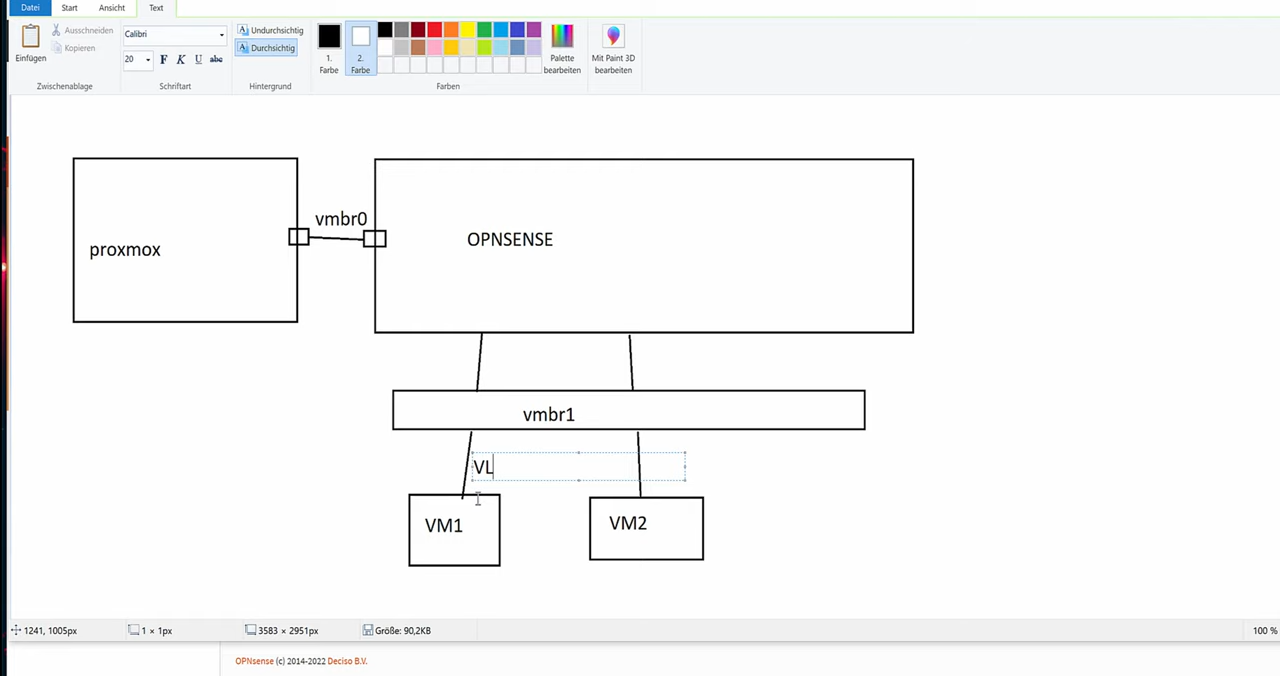 Datei Start Ansicht Text
Einfügen
Ausschneiden
Kopieren
Zwischenablage
Calibri
20 F K U abc
Schriftart
Undurchsichtig
Durchsichtig
Hintergrund
1. Farbe
2. Farbe
Palette bearbeiten
Farben
Mit Paint 3D bearbeiten
proxmox
vmbr0
OPNSENSE
vmbr1
VL
VM1
VM2
1241, 1005px 1 × 1px 3583 × 2951px Größe: 90,2KB 100 %
OPNsense (c) 2014-2022 Deciso B.V.